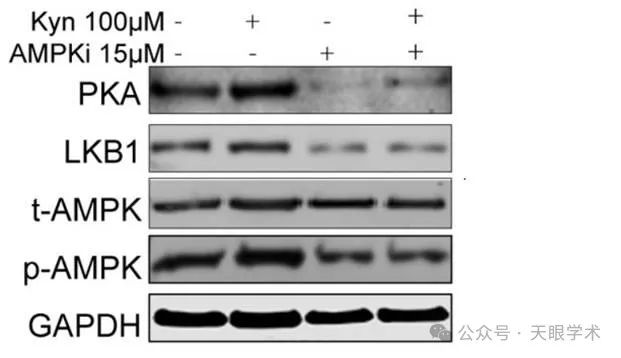 Kyn 100μM - + - +
AMPKi 15μM - - + +
PKA
LKB1
t-AMPK
p-AMPK
GAPDH
公众号 · 天眼学术